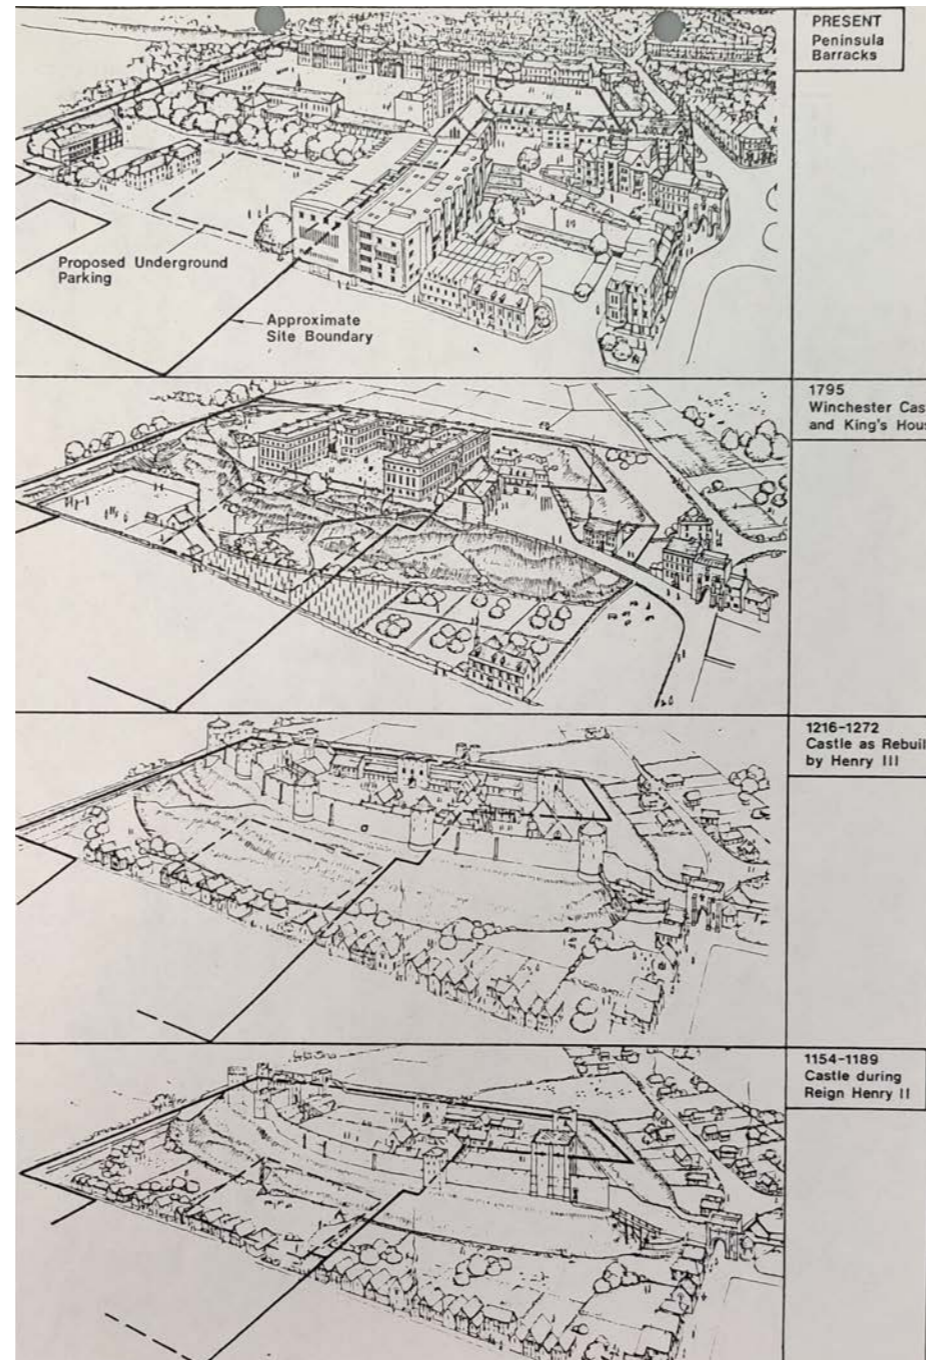 PRESENT
Peninsula
Barracks
Proposed Underground
Parking
Approximate
Site Boundary
1795
Winchester Cas
and King's Hous
1216-1272
Castle as Rebuil
by Henry III
1154-1189
Castle during
Reign Henry II